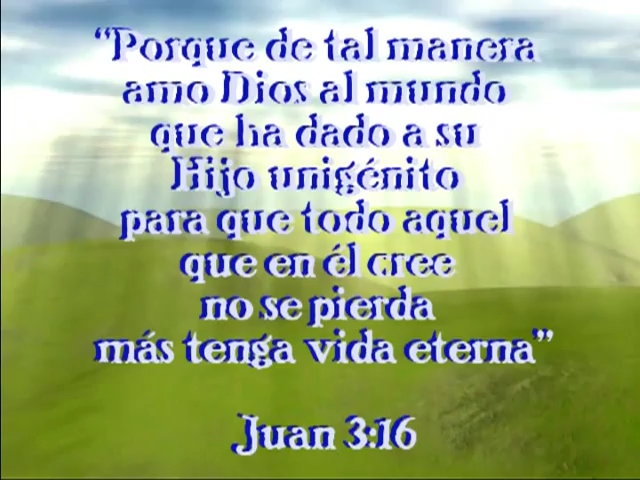 “Porque de tal manera
amo Dios al mundo
que ha dado a su
Hijo unigénito
para que todo aquel
que en él cree
no se pierda
más tenga vida eterna”
Juan 3:16